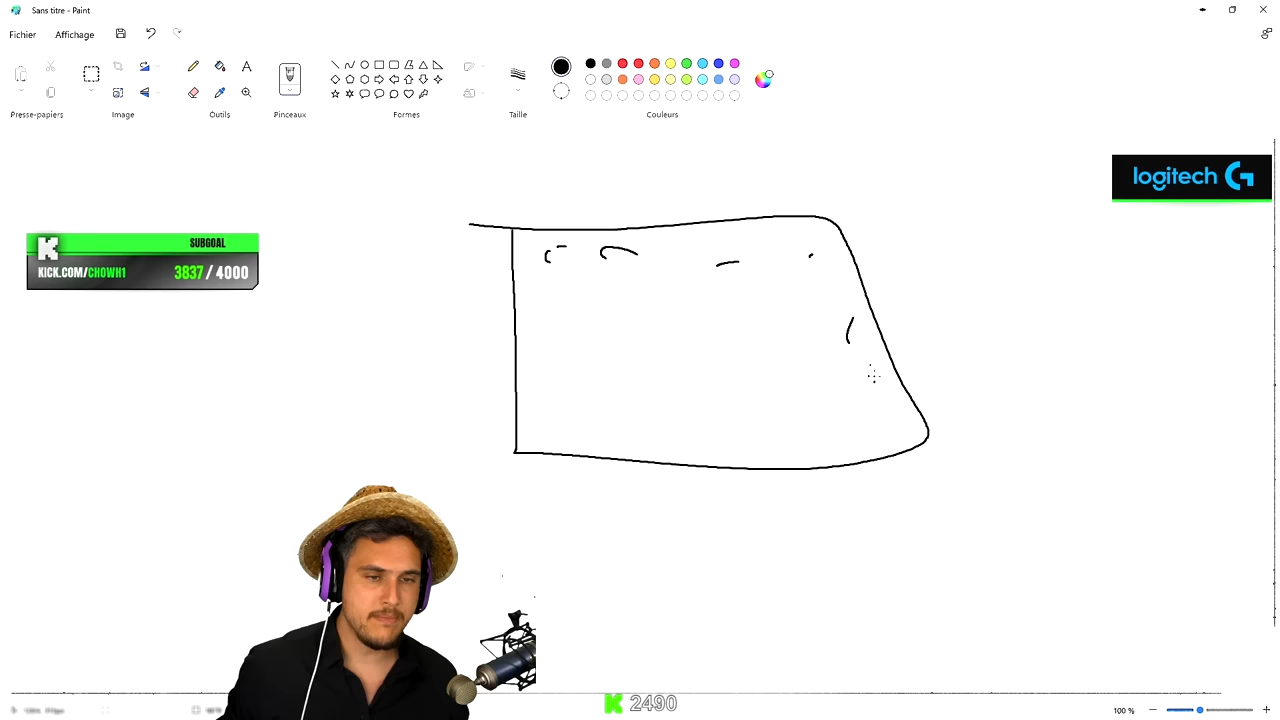 Sans titre - Paint
Fichier
Affichage
Presse-papiers
Image
Outils
Pinceaux
Formes
Taille
Couleurs
logitech G
SUBGOAL
KICK.COM/CHOWH1
3837 / 4000
K 2490
100 %